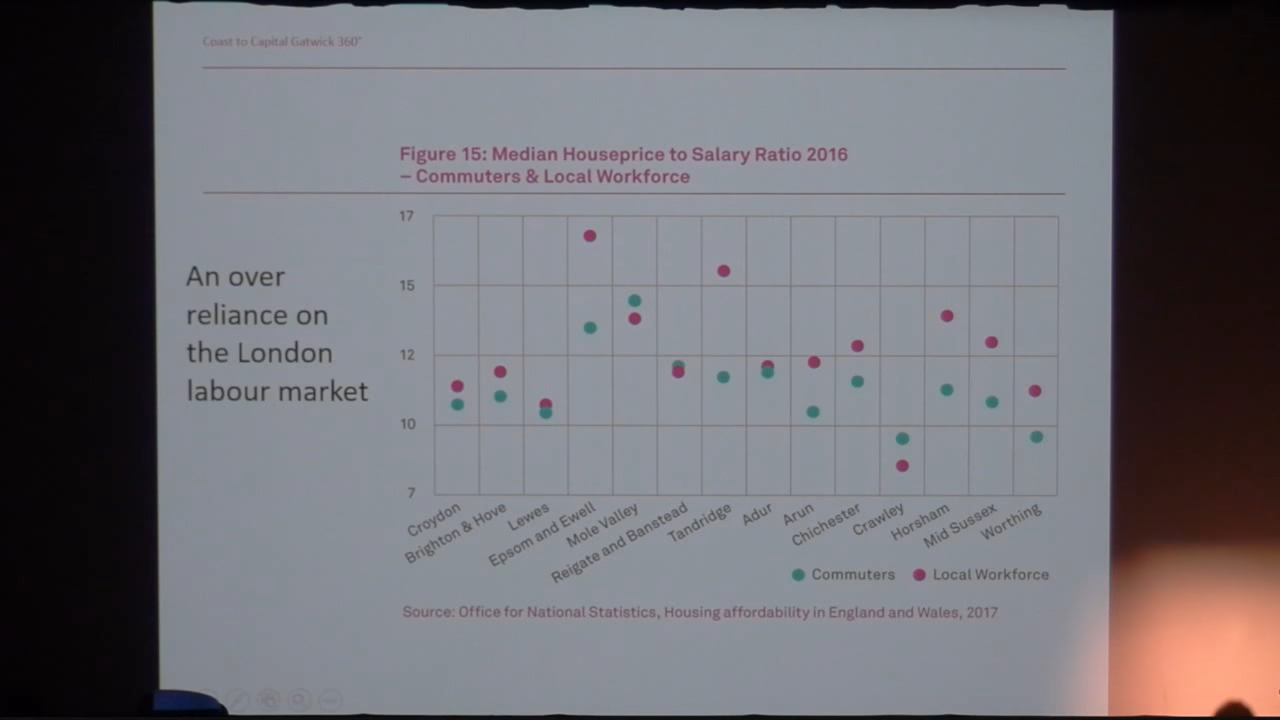 Coast to Capital Gatwick 360°
Figure 15: Median Houseprice to Salary Ratio 2016
– Commuters & Local Workforce
An over
reliance on
the London
labour market
17
15
12
10
7
Croydon
Brighton & Hove
Lewes
Epsom and Ewell
Mole Valley
Reigate and Banstead
Tandridge
Adur
Arun
Chichester
Crawley
Horsham
Mid Sussex
Worthing
Commuters
Local Workforce
Source: Office for National Statistics, Housing affordability in England and Wales, 2017